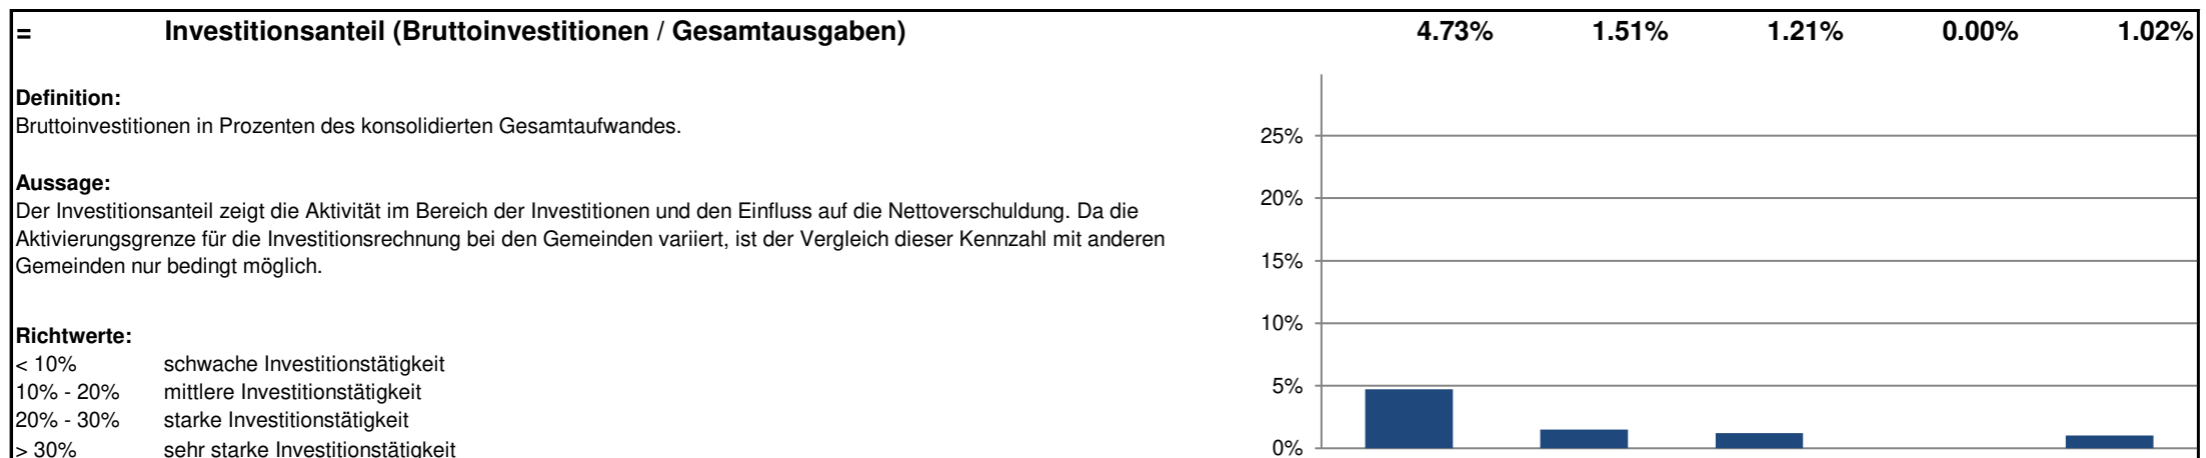 = Investitionsanteil (Bruttoinvestitionen / Gesamtausgaben) 4.73% 1.51% 1.21% 0.00% 1.02%
Definition:
Bruttoinvestitionen in Prozenten des konsolidierten Gesamtaufwandes.
Aussage:
Der Investitionsanteil zeigt die Aktivität im Bereich der Investitionen und den Einfluss auf die Nettoverschuldung. Da die
Aktivierungsgrenze für die Investitionsrechnung bei den Gemeinden variiert, ist der Vergleich dieser Kennzahl mit anderen
Gemeinden nur bedingt möglich.
Richtwerte:
< 10% schwache Investitionstätigkeit
10% - 20% mittlere Investitionstätigkeit
20% - 30% starke Investitionstätigkeit
> 30% sehr starke Investitionstätigkeit
25%
20%
15%
10%
5%
0%